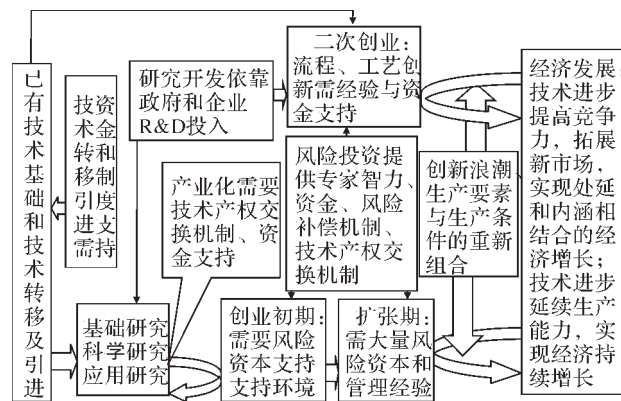 二次创业：
流程、工艺创
新需经验与资
金支持
研究开发依靠
政府和企业
R&D投入
已有技术基础和技术转移及引进
技术转移引进需
资金和制度支持
产业化需要
技术产权交
换机制、资
金支持
风险投资提
供专家智力、
资金、风险
补偿机制、
技术产权交
换机制
创新浪潮
生产要素
与生产条
件的重新
组合
经济发展：
技术进步
提高竞争
力，拓展
新市场，
实现处延
和内涵相
结合的经
济增长；
技术进步
延续生产
能力，实
现经济持
续增长
基础研究
科学研究
应用研究
创业初期：
需要风险
资本支持
支持环境
扩张期：
需大量风
险资本和
管理经验